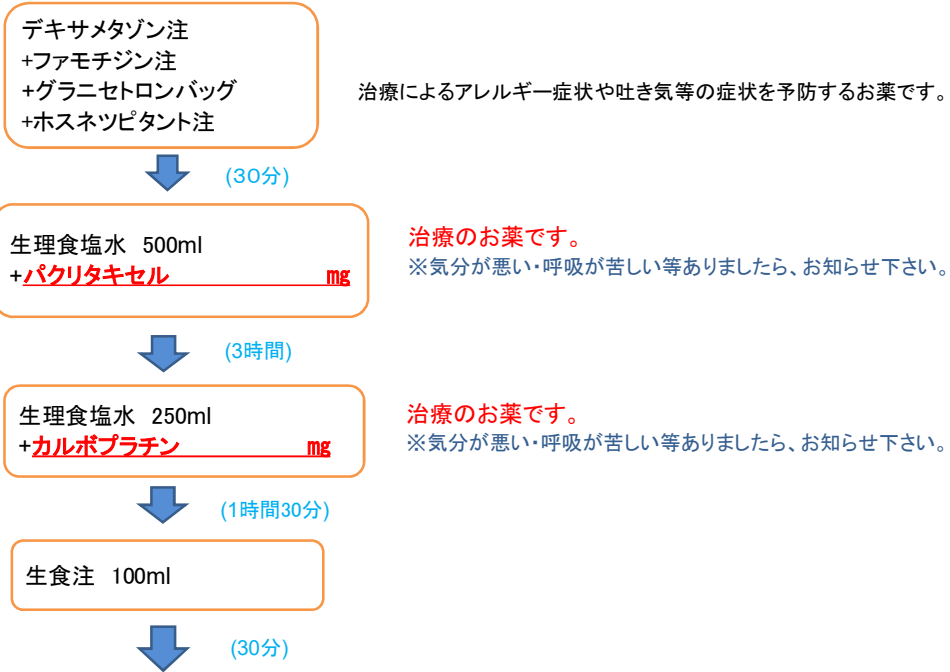 デキサメタゾン注
+ファモチジン注
+グラニセトロンバッグ
+ホスネツピタント注
治療によるアレルギー症状や吐き気等の症状を予防するお薬です。
(30分)
生理食塩水 500ml
+パクリタキセル mg
治療のお薬です。
※気分が悪い・呼吸が苦しい等ありましたら、お知らせ下さい。
(3時間)
生理食塩水 250ml
+カルボプラチン mg
治療のお薬です。
※気分が悪い・呼吸が苦しい等ありましたら、お知らせ下さい。
(1時間30分)
生食注 100ml
(30分)